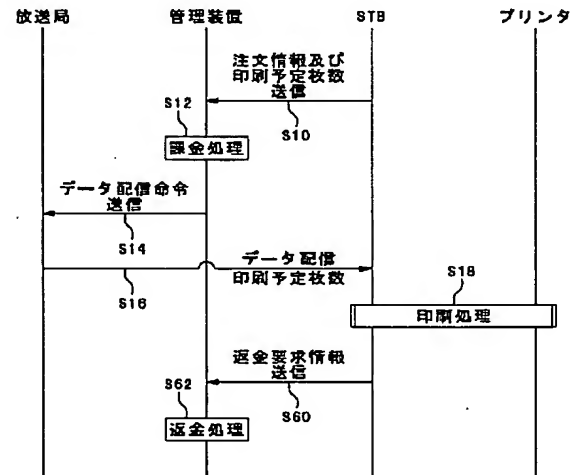 放送局 管理装置 STB プリンタ
注文情報及び
印刷予定枚数
送信
S12
S10
課金処理
データ配信命令
送信
S14
データ配信
印刷予定枚数
S16
S18
印刷処理
返金要求情報
送信
S62
S60
返金処理